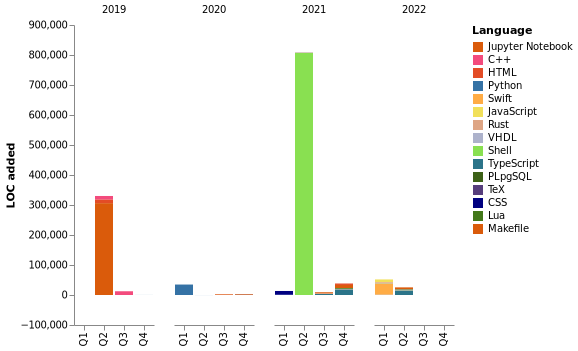 2019 2020 2021 2022
LOC added
900,000
800,000
700,000
600,000
500,000
400,000
300,000
200,000
100,000
0
−100,000
Q1 Q2 Q3 Q4 Q1 Q2 Q3 Q4 Q1 Q2 Q3 Q4 Q1 Q2 Q3 Q4
Language
Jupyter Notebook
C++
HTML
Python
Swift
JavaScript
Rust
VHDL
Shell
TypeScript
PLpgSQL
TeX
CSS
Lua
Makefile